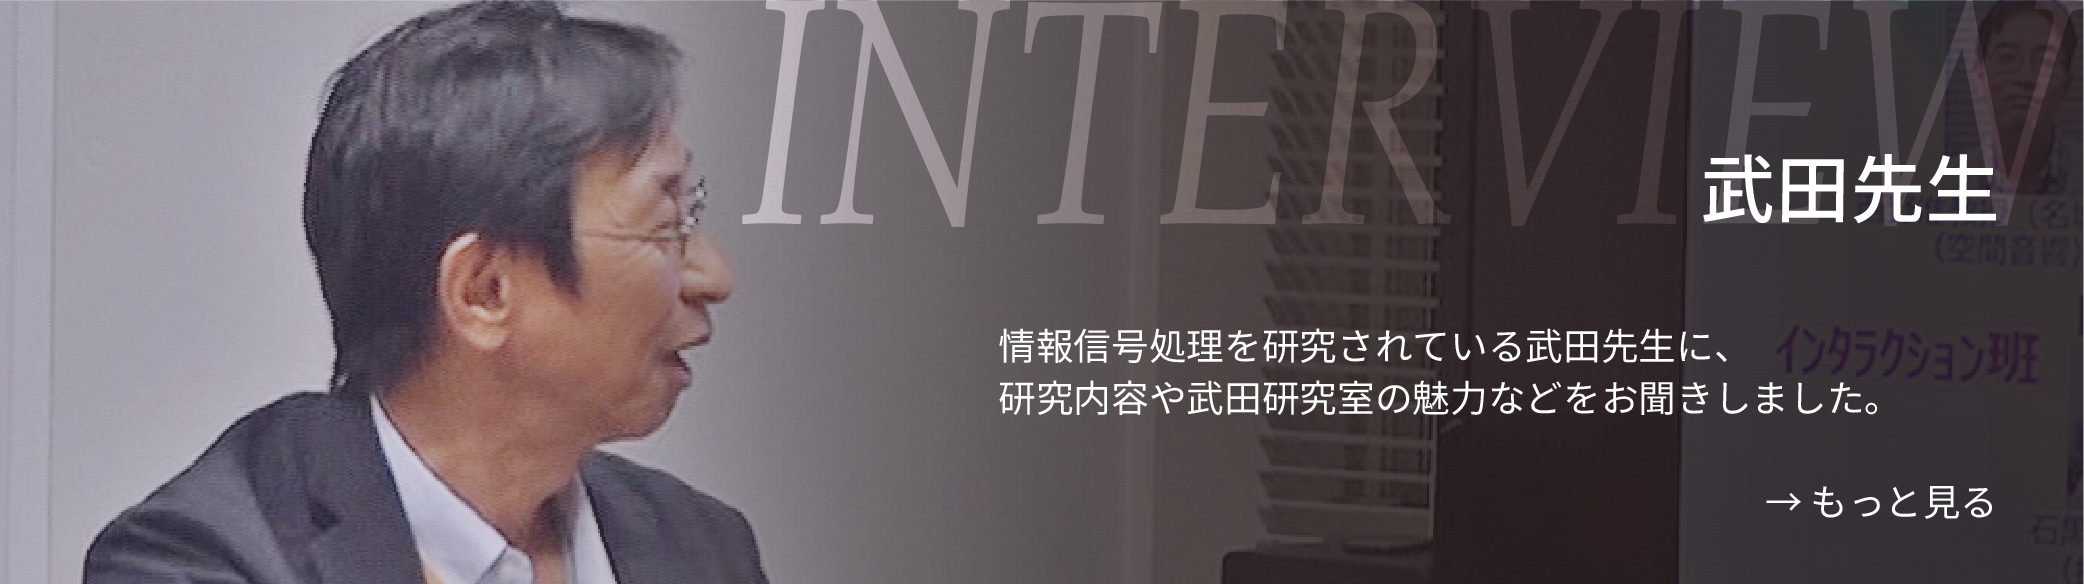 INTERVIEW
武田先生
(名
(空間音響)
情報信号処理を研究されている武田先生に、
インタラクション班
研究内容や武田研究室の魅力などをお聞きしました。
→ もっと見る
石黒